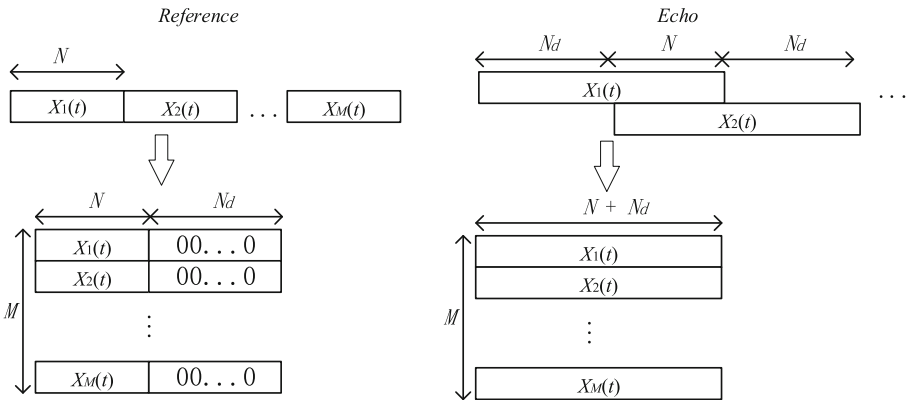 Reference
N
X1(t) X2(t) ... XM(t)
N Nd
X1(t) 00...0
X2(t) 00...0
⋮
XM(t) 00...0
M
Echo
Nd N Nd
X1(t)
X2(t)
...
N + Nd
X1(t)
X2(t)
⋮
XM(t)
M